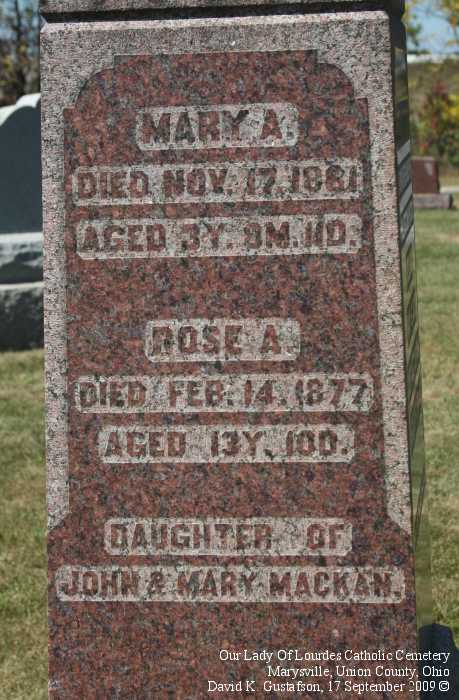 MARY A.
DIED NOV. 17, 1881
AGED 3Y. 9M. 11D.
ROSE A.
DIED FEB. 14, 1877
AGED 13Y. 10D.
DAUGHTER OF
JOHN & MARY MACKAN.
Our Lady Of Lourdes Catholic Cemetery
Marysville, Union County, Ohio
David K. Gustafson, 17 September 2009 ©